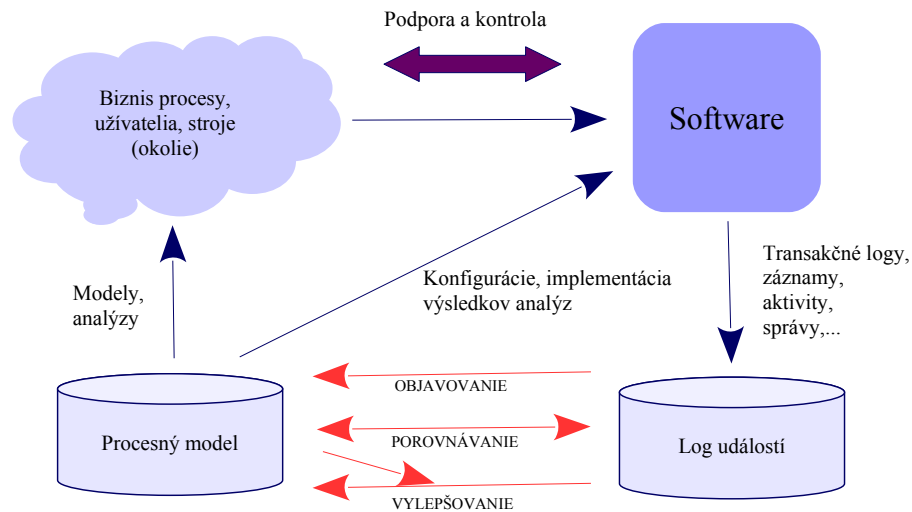 Podpora a kontrola
Biznis procesy,
užívatelia, stroje
(okolie)
Software
Modely,
analýzy
Konfigurácie, implementácia
výsledkov analýz
Transakčné logy,
záznamy,
aktivity,
správy,...
Procesný model
OBJAVOVANIE
POROVNÁVANIE
VYLEPŠOVANIE
Log událostí